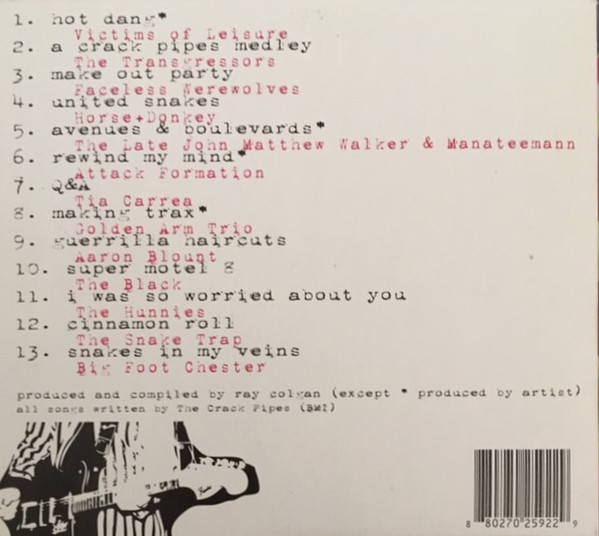 1. hot dang*
Victims of Leisure
2. a crack pipes medley
The Transgressors
3. make out party
Faceless Werewolves
4. united snakes
Horse+Donkey
5. avenues & boulevards*
The Late John Matthew Walker & Manateemann
6. rewind my mind*
Attack Formation
7. Q&A
Tia Carrea
8. making trax*
Golden Arm Trio
9. guerrilla haircuts
Aaron Blount
10. super motel 8
The Black
11. i was so worried about you
The Hunnies
12. cinnamon roll
The Snake Trap
13. snakes in my veins
Big Foot Chester
produced and compiled by ray colgan (except * produced by artist)
all songs written by The Crack Pipes (BMI)
8 80270 25922 9